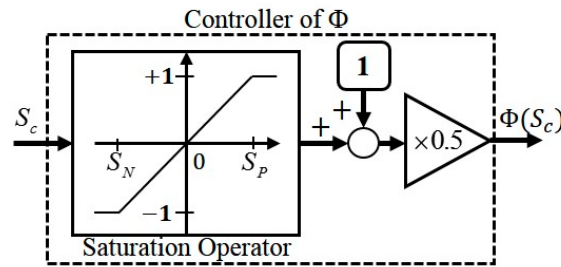 Controller of Φ
+1
1
S_c
+
+
Φ(S_c)
×0.5
S_N
0
S_P
−1
Saturation Operator